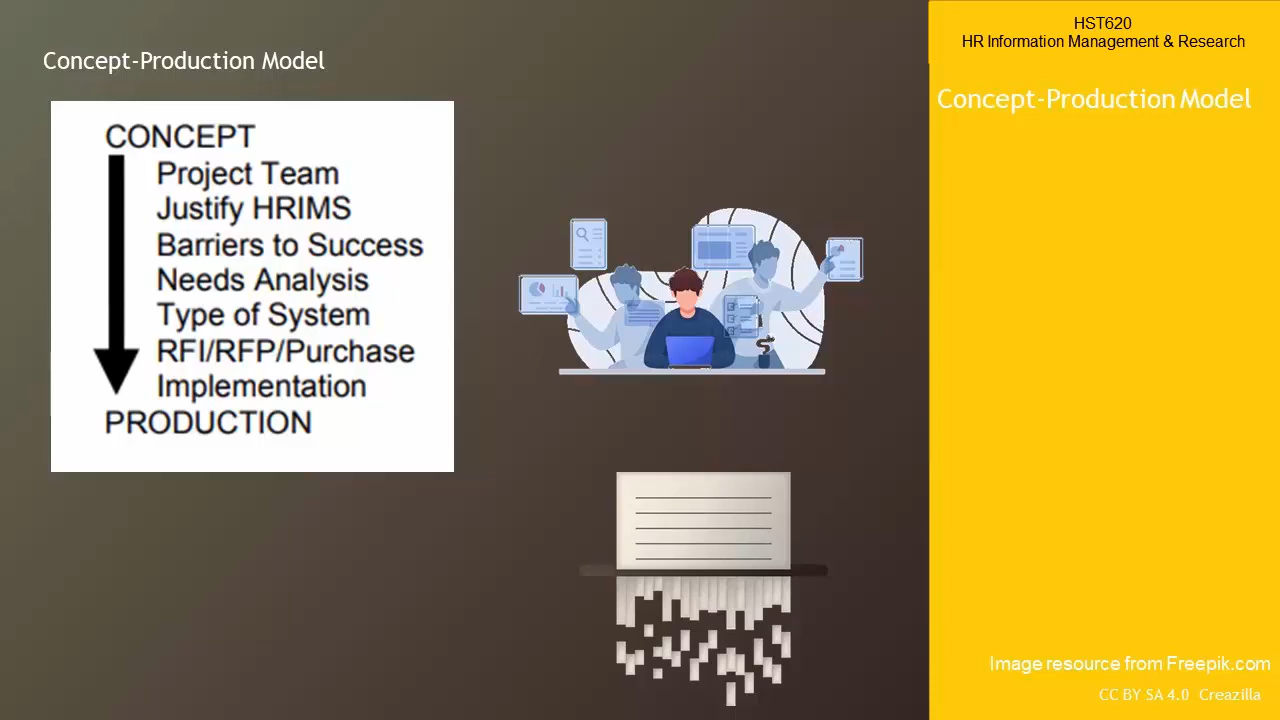 Concept-Production Model
CONCEPT
Project Team
Justify HRIMS
Barriers to Success
Needs Analysis
Type of System
RFI/RFP/Purchase
Implementation
PRODUCTION
HST620
HR Information Management & Research
Concept-Production Model
Image resource from Freepik.com
CC BY SA 4.0 Creazilla